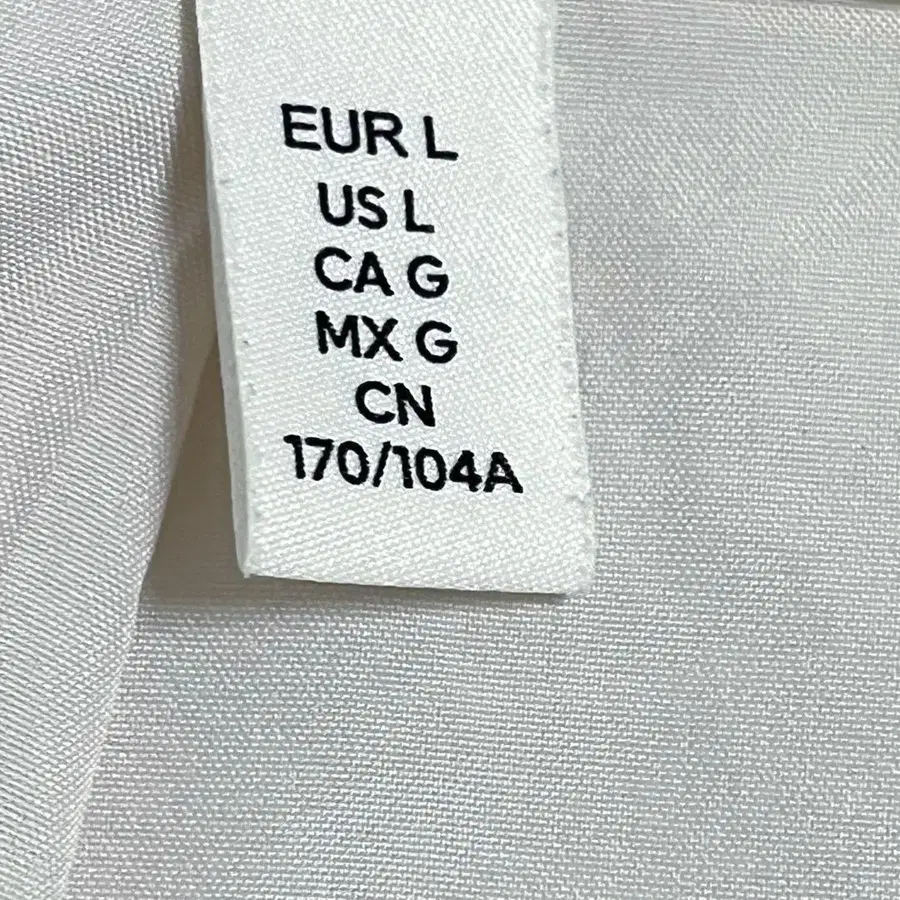 EUR L
US L
CA G
MX G
CN
170/104A